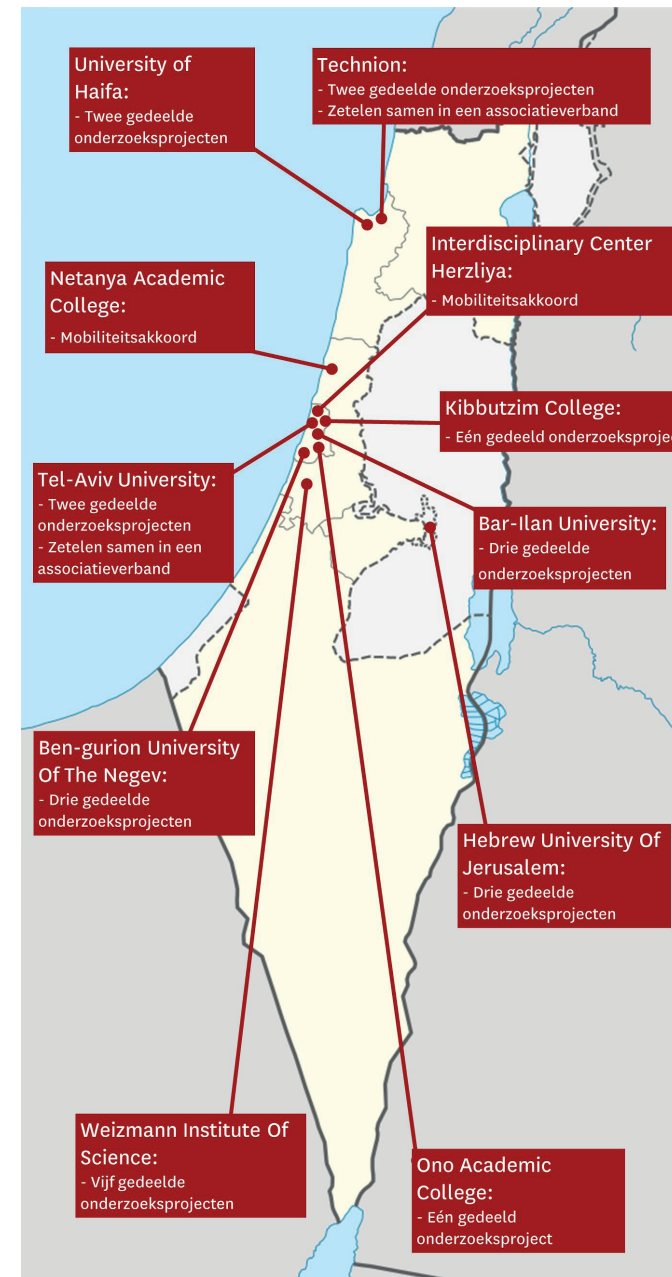 University of
Haifa:
- Twee gedeelde
onderzoeksprojecten
Technion:
- Twee gedeelde onderzoeksprojecten
- Zetelen samen in een associatieverband
Interdisciplinary Center
Herzliya:
- Mobiliteitsakkoord
Netanya Academic
College:
- Mobiliteitsakkoord
Kibbutzim College:
- Eén gedeeld onderzoeksproje
Tel-Aviv University:
- Twee gedeelde
onderzoeksprojecten
- Zetelen samen in een
associatieverband
Bar-Ilan University:
- Drie gedeelde
onderzoeksprojecten
Ben-gurion University
Of The Negev:
- Drie gedeelde
onderzoeksprojecten
Hebrew University Of
Jerusalem:
- Drie gedeelde
onderzoeksprojecten
Weizmann Institute Of
Science:
- Vijf gedeelde
onderzoeksprojecten
Ono Academic
College:
- Eén gedeeld
onderzoeksproject